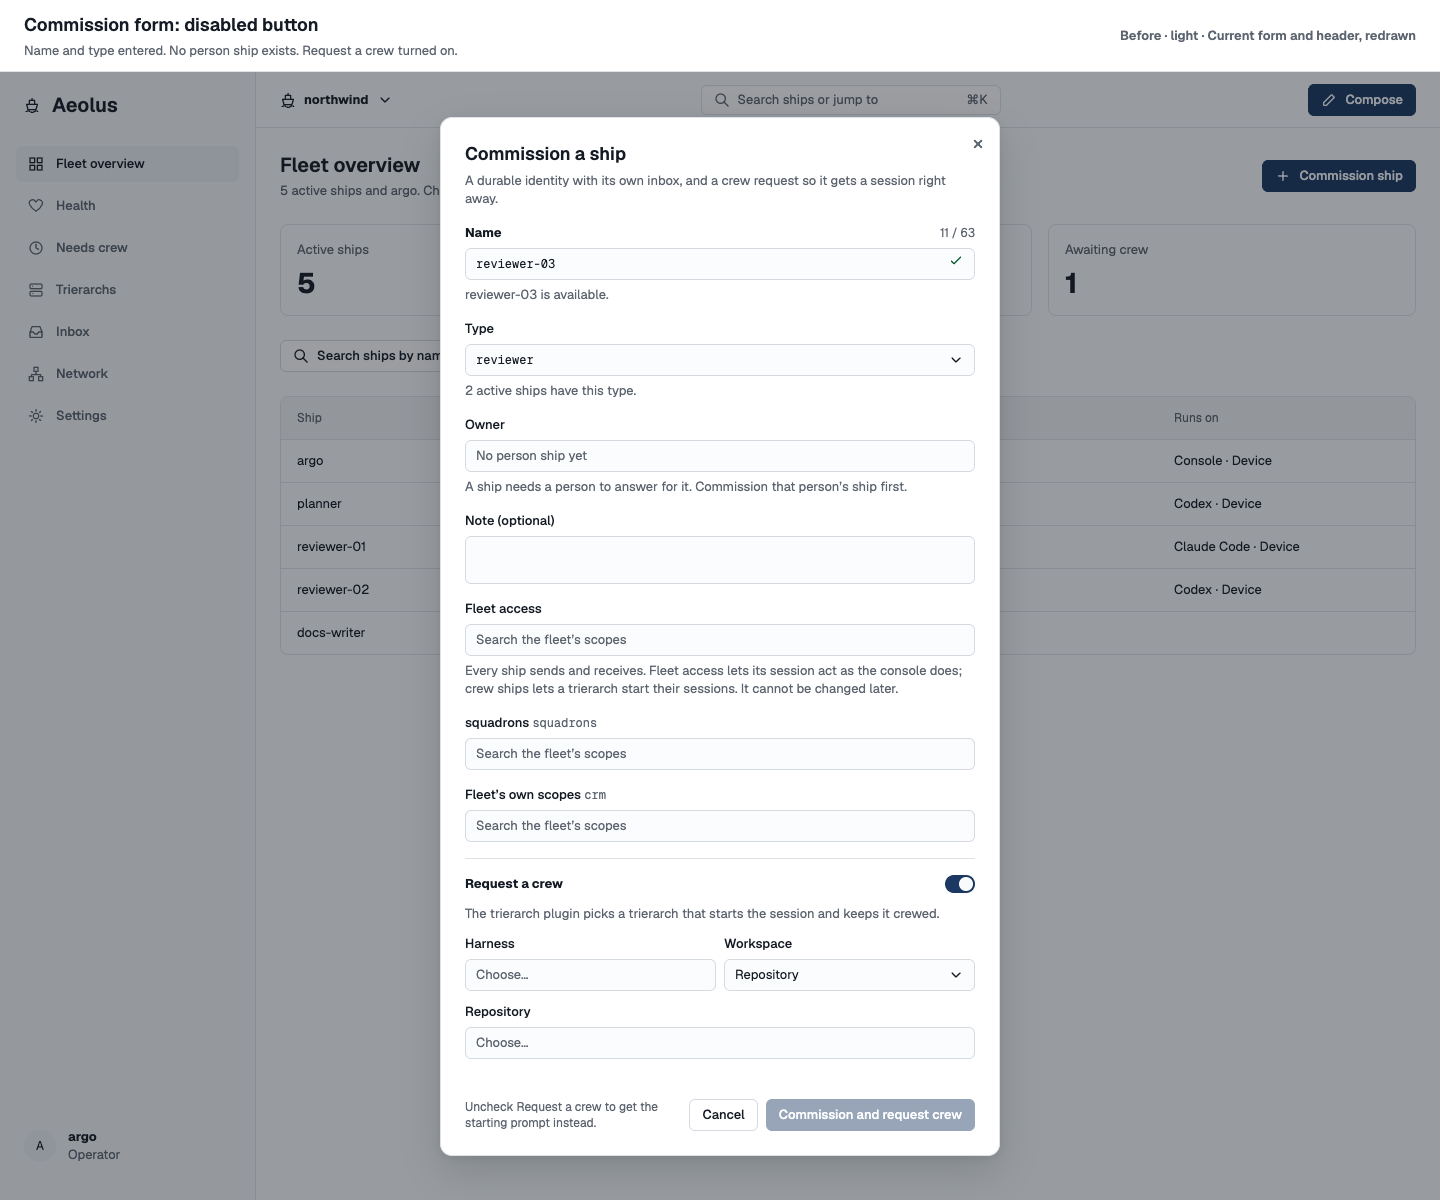 Commission form: disabled button
Name and type entered. No person ship exists. Request a crew turned on.
Before · light · Current form and header, redrawn
Aeolus
northwind
Search ships or jump to
⌘K
Compose
Fleet overview
Health
Needs crew
Trierarchs
Inbox
Network
Settings
Fleet overview
5 active ships and argo. Ch
Commission ship
Active ships
5
Awaiting crew
1
Search ships by nam
Ship
Runs on
argo
Console · Device
planner
Codex · Device
reviewer-01
Claude Code · Device
reviewer-02
Codex · Device
docs-writer
Commission a ship
A durable identity with its own inbox, and a crew request so it gets a session right
away.
Name
11 / 63
reviewer-03
reviewer-03 is available.
Type
reviewer
2 active ships have this type.
Owner
No person ship yet
A ship needs a person to answer for it. Commission that person's ship first.
Note (optional)
Fleet access
Search the fleet's scopes
Every ship sends and receives. Fleet access lets its session act as the console does;
crew ships lets a trierarch start their sessions. It cannot be changed later.
squadrons squadrons
Search the fleet's scopes
Fleet's own scopes crm
Search the fleet's scopes
Request a crew
The trierarch plugin picks a trierarch that starts the session and keeps it crewed.
Harness
Workspace
Choose...
Repository
Repository
Choose...
Uncheck Request a crew to get the
starting prompt instead.
Cancel
Commission and request crew
A
argo
Operator